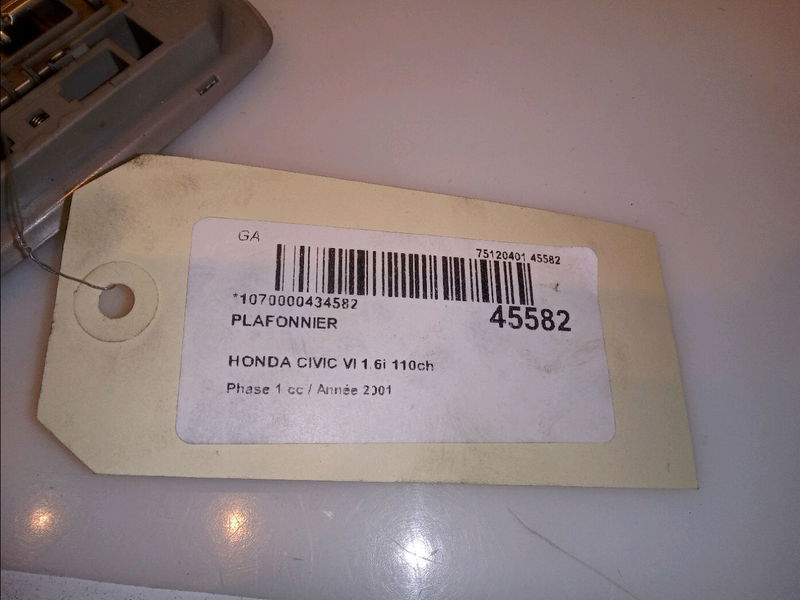 GA
75120401 45582
*1070000434582
45582
PLAFONNIER
HONDA CIVIC VI 1.6i 110ch
Phase 1 cc / Année 2001